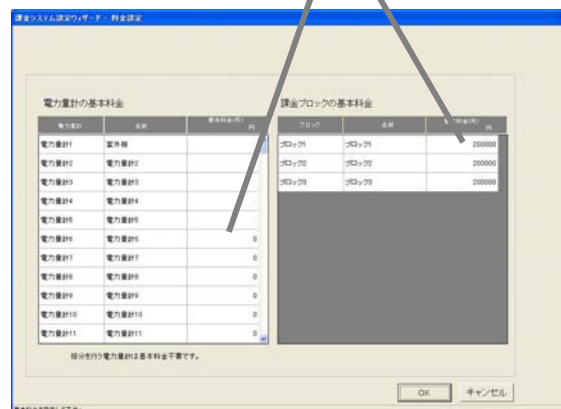 課金システム設定ウィザード - 料金設定
電力量計の基本料金
課金ブロックの基本料金
電力量計 名称 基本料金(月) 円
ブロック 名称 料金(月) 円
電力量計1 室外機
電力量計2 電力量計2
電力量計3 電力量計3
電力量計4 電力量計4
電力量計5 電力量計5
電力量計6 電力量計6 0
電力量計7 電力量計7 0
電力量計8 電力量計8 0
電力量計9 電力量計9 0
電力量計10 電力量計10 0
電力量計11 電力量計11 0
ブロック1 ブロック1 200000
ブロック2 ブロック2 200000
ブロック3 ブロック3 200000
按分を行う電力量計は基本料金不要です。
OK キャンセル